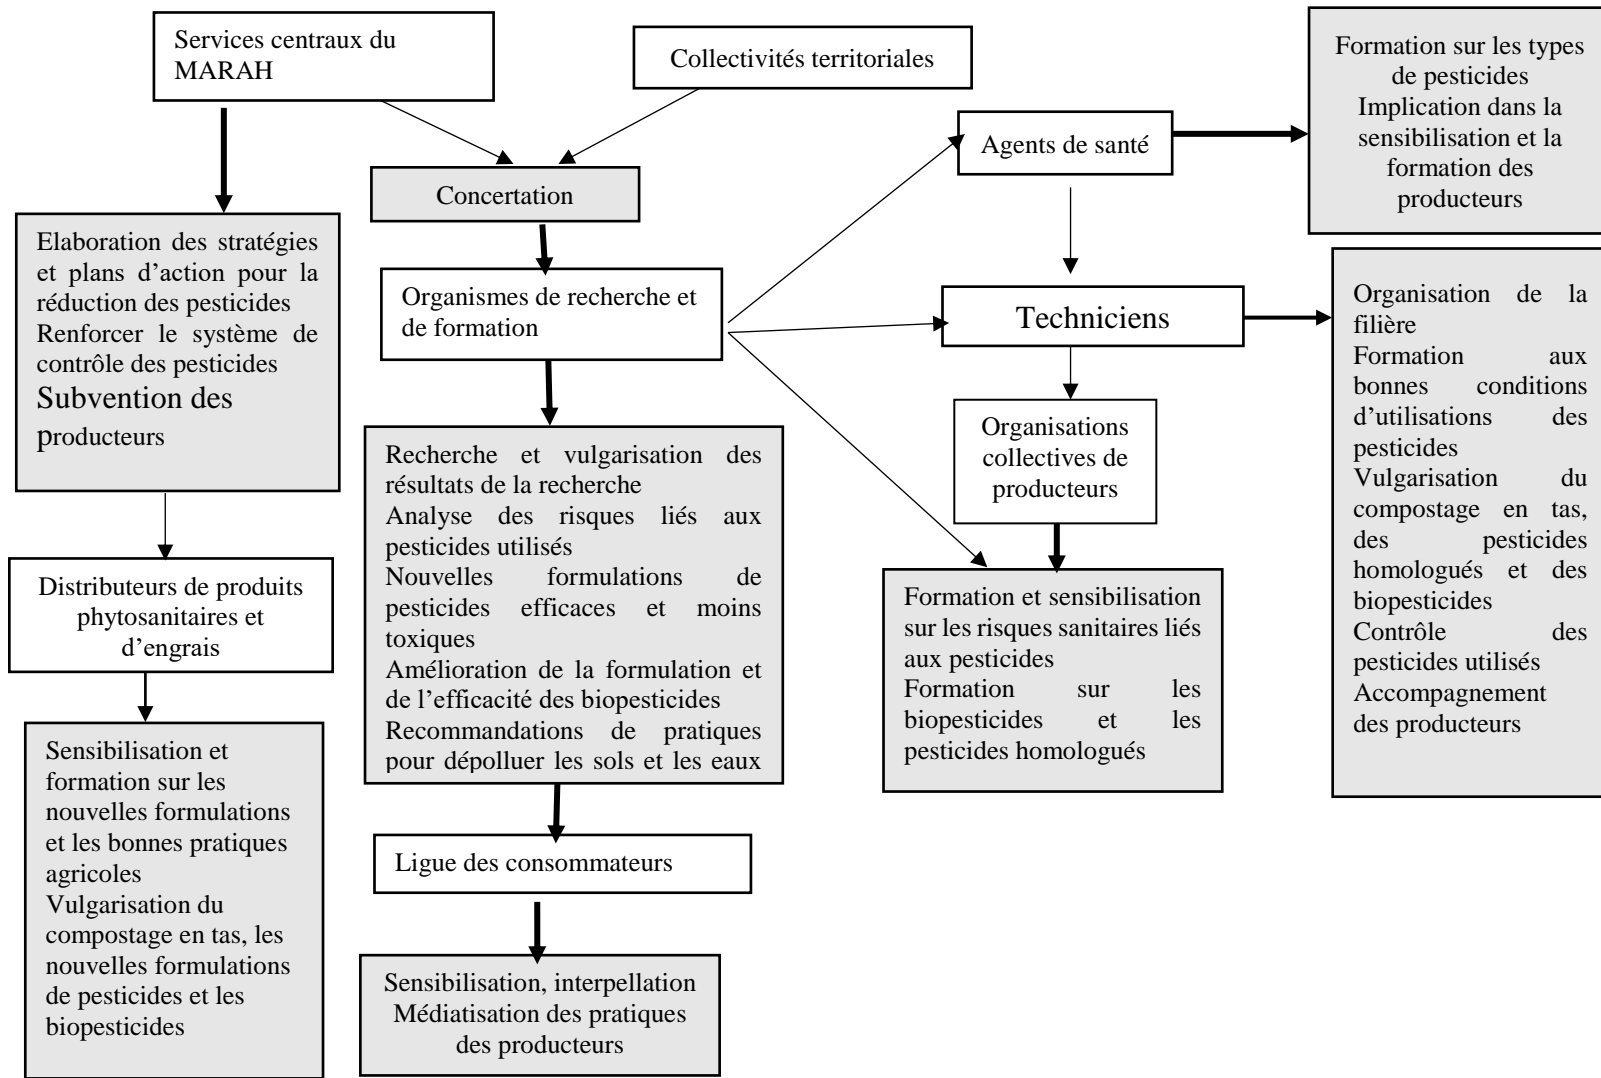 Services centraux du
MARAH
Collectivités territoriales
Formation sur les types
de pesticides
Implication dans la
sensibilisation et la
formation des
producteurs
Agents de santé
Concertation
Elaboration des stratégies
et plans d’action pour la
réduction des pesticides
Renforcer le système de
contrôle des pesticides
Subvention des
producteurs
Organismes de recherche et
de formation
Techniciens
Organisation de la
filière
Formation aux
bonnes conditions
d’utilisations des
pesticides
Vulgarisation du
compostage en tas,
des pesticides
homologués et des
biopesticides
Contrôle des
pesticides utilisés
Accompagnement
des producteurs
Organisations
collectives de
producteurs
Recherche et vulgarisation des
résultats de la recherche
Analyse des risques liés aux
pesticides utilisés
Nouvelles formulations de
pesticides efficaces et moins
toxiques
Amélioration de la formulation et
de l’efficacité des biopesticides
Recommandations de pratiques
pour dépolluer les sols et les eaux
Distributeurs de produits
phytosanitaires et
d’engrais
Formation et sensibilisation
sur les risques sanitaires liés
aux pesticides
Formation sur les
biopesticides et les
pesticides homologués
Sensibilisation et
formation sur les
nouvelles formulations
et les bonnes pratiques
agricoles
Vulgarisation du
compostage en tas, les
nouvelles formulations
de pesticides et les
biopesticides
Ligue des consommateurs
Sensibilisation, interpellation
Médiatisation des pratiques
des producteurs